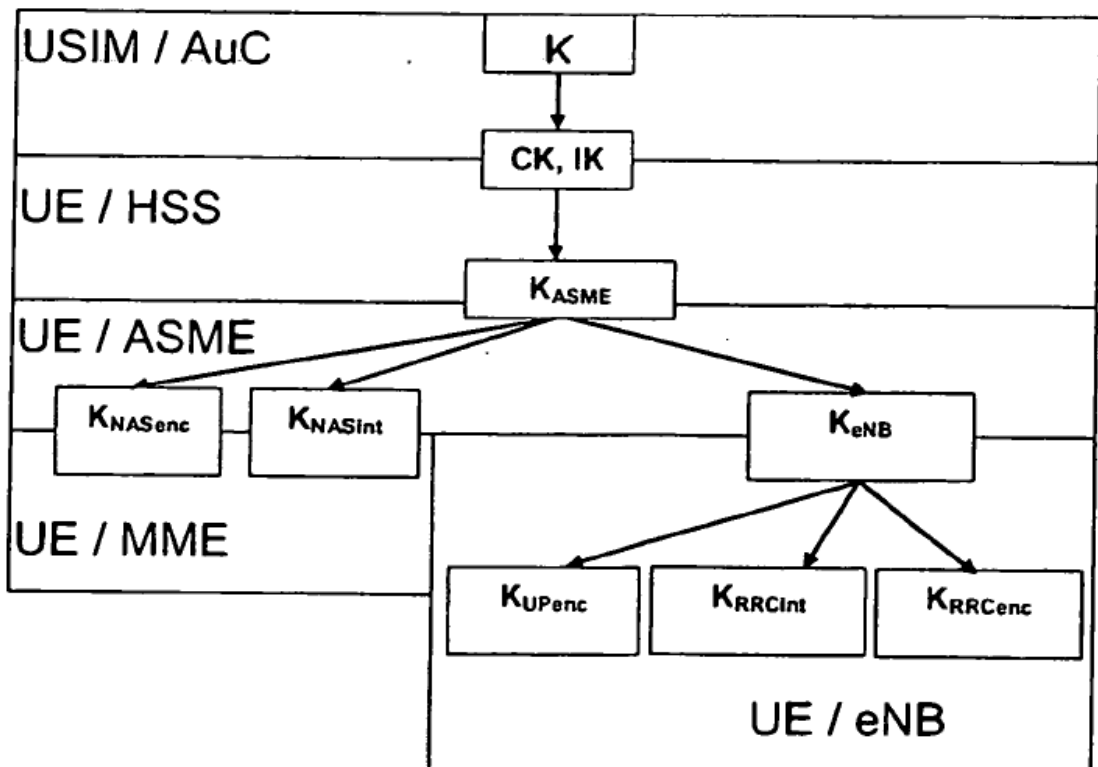 USIM / AuC
K
CK, IK
UE / HSS
KASME
UE / ASME
KNASenc
KNASint
KeNB
UE / MME
KUPenc
KRRCint
KRRCenc
UE / eNB